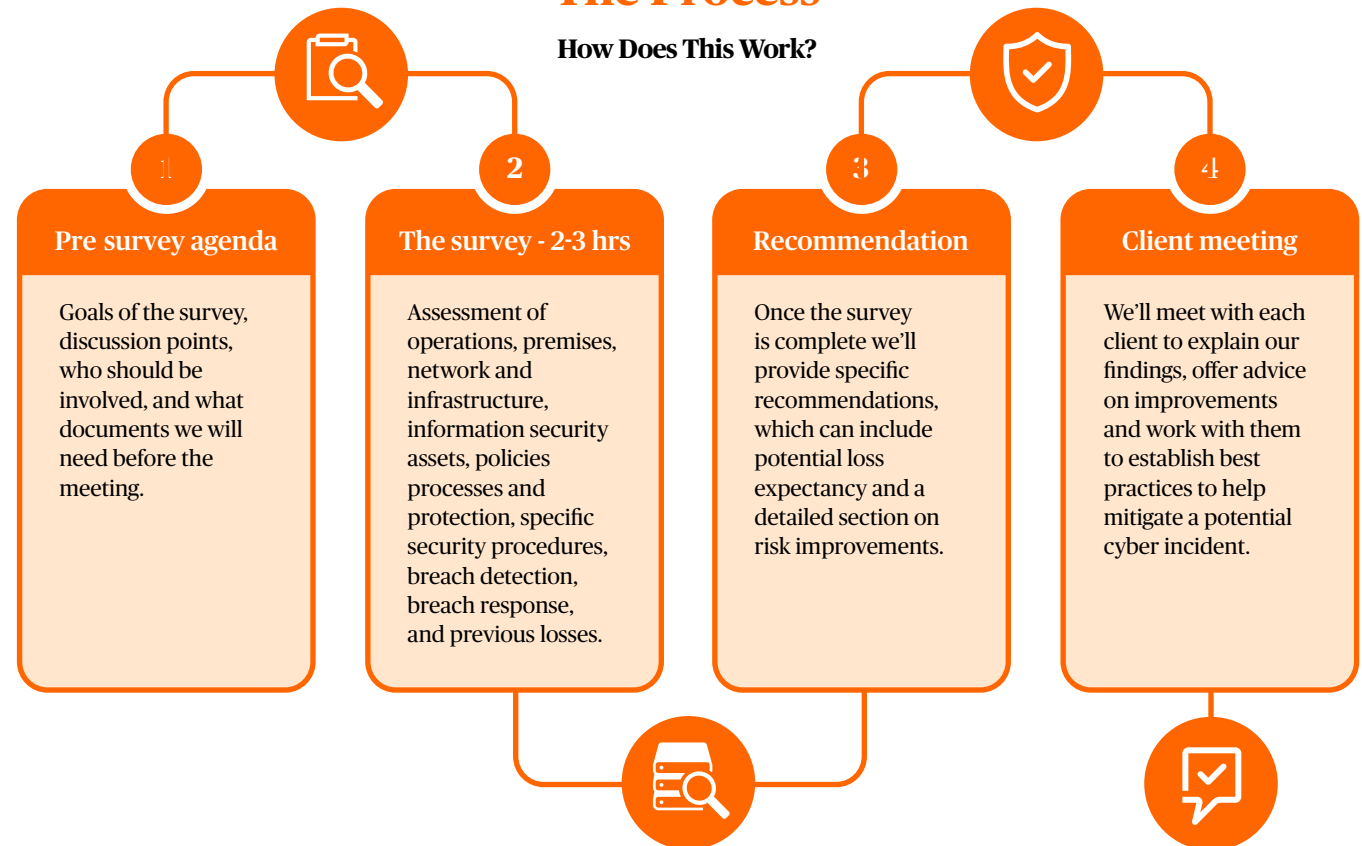 The Process
How Does This Work?
1
Pre survey agenda
Goals of the survey,
discussion points,
who should be
involved, and what
documents we will
need before the
meeting.
2
The survey - 2-3 hrs
Assessment of
operations, premises,
network and
infrastructure,
information security
assets, policies
processes and
protection, specific
security procedures,
breach detection,
breach response,
and previous losses.
3
Recommendation
Once the survey
is complete we’ll
provide specific
recommendations,
which can include
potential loss
expectancy and a
detailed section on
risk improvements.
4
Client meeting
We’ll meet with each
client to explain our
findings, offer advice
on improvements
and work with them
to establish best
practices to help
mitigate a potential
cyber incident.